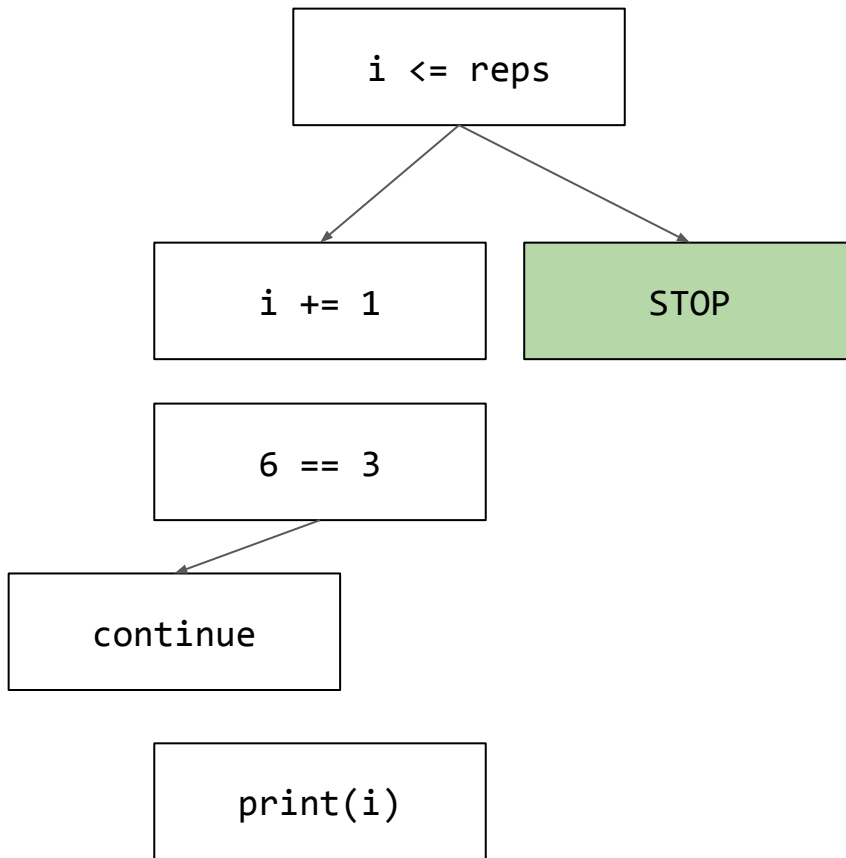 i <= reps
i += 1
STOP
6 == 3
continue
print(i)